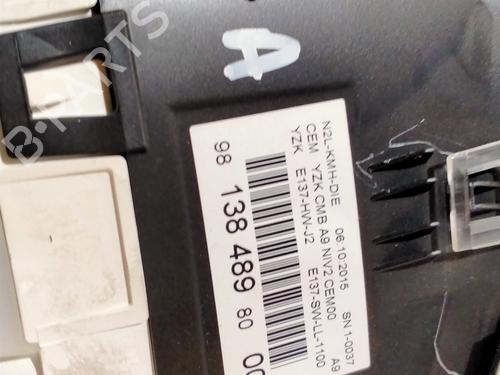 A
N2L-KMH-DIE 06.10.2015 SN 1-0037
CEM YZK CMB A9 NIV2 CEM00 A9
YZK E137-HW-J2 E137-SW-LL-1100
98 138 489 80 00
B-PARTS